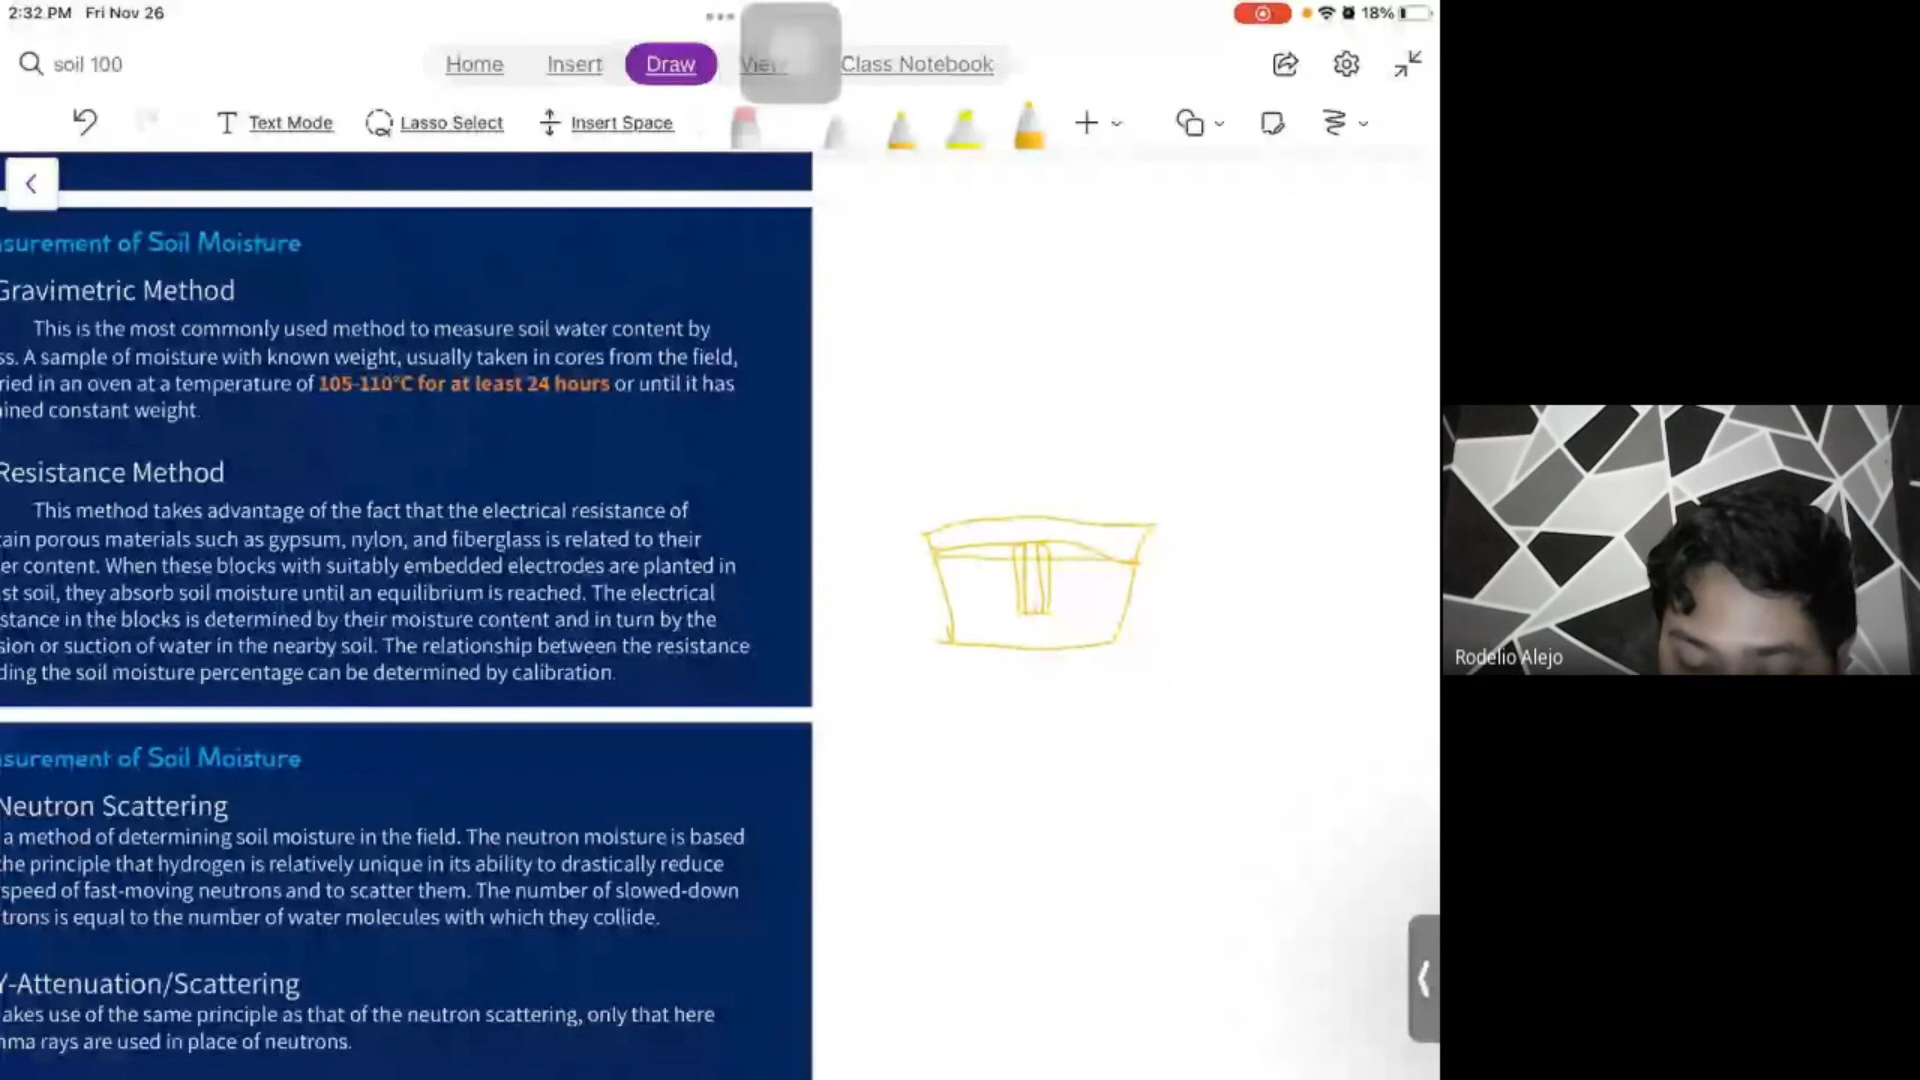 2:32 PM Fri Nov 26
18%
soil 100
Home Insert Draw View Class Notebook
Text Mode Lasso Select Insert Space
surement of Soil Moisture
Gravimetric Method
This is the most commonly used method to measure soil water content by
ss. A sample of moisture with known weight, usually taken in cores from the field,
ried in an oven at a temperature of 105-110°C for at least 24 hours or until it has
ined constant weight.
Resistance Method
This method takes advantage of the fact that the electrical resistance of
tain porous materials such as gypsum, nylon, and fiberglass is related to their
er content. When these blocks with suitably embedded electrodes are planted in
st soil, they absorb soil moisture until an equilibrium is reached. The electrical
stance in the blocks is determined by their moisture content and in turn by the
sion or suction of water in the nearby soil. The relationship between the resistance
ding the soil moisture percentage can be determined by calibration.
surement of Soil Moisture
Neutron Scattering
a method of determining soil moisture in the field. The neutron moisture is based
the principle that hydrogen is relatively unique in its ability to drastically reduce
speed of fast-moving neutrons and to scatter them. The number of slowed-down
trons is equal to the number of water molecules with which they collide.
Y-Attenuation/Scattering
akes use of the same principle as that of the neutron scattering, only that here
mma rays are used in place of neutrons.
Rodelio Alejo